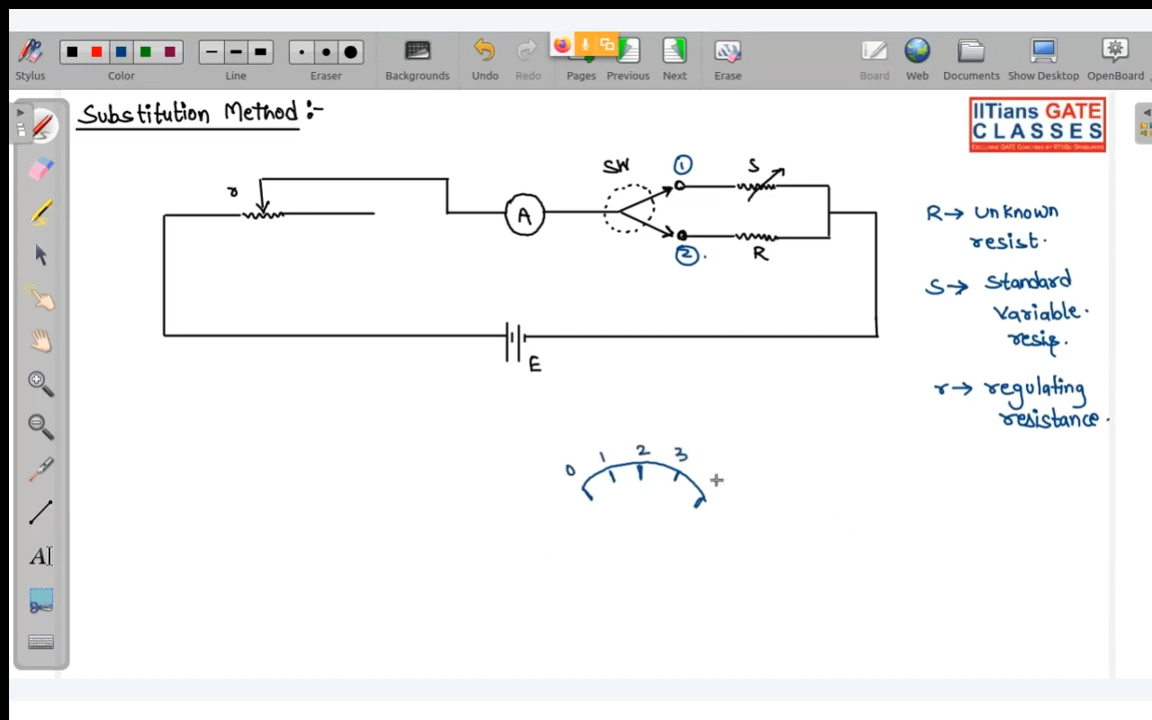 Stylus
Color
Line
Eraser
Backgrounds
Undo
Redo
Pages
Previous
Next
Erase
Board
Web
Documents
Show Desktop
OpenBoard
Substitution Method :-
IITians GATE
CLASSES
SW
①
S
r
A
②.
R
E
R→ Unknown
resist.
S→ Standard
Variable.
resis.
r→ regulating
resistance.
0 1 2 3
A